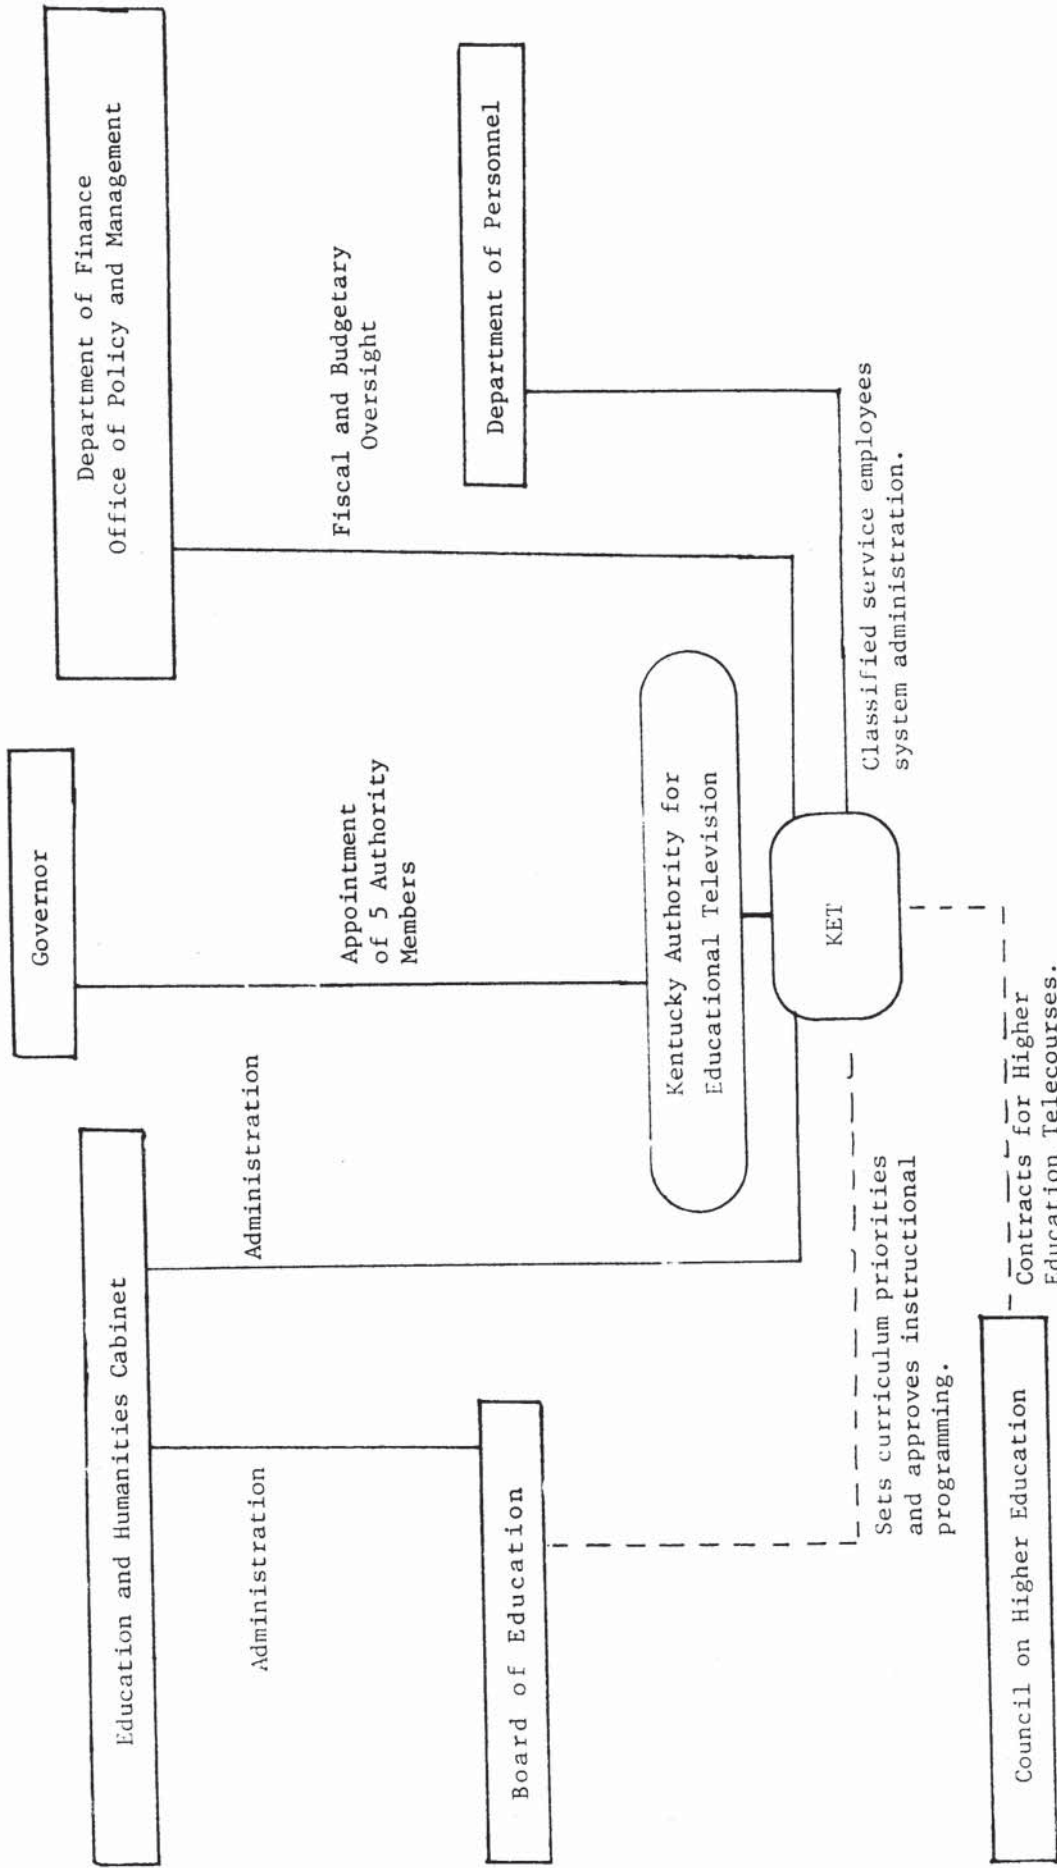 Governor
Department of Finance
Office of Policy and Management
Education and Humanities Cabinet
Administration
Administration
Appointment
of 5 Authority
Members
Fiscal and Budgetary
Oversight
Board of Education
Department of Personnel
Kentucky Authority for
Educational Television
KET
Sets curriculum priorities
and approves instructional
programming.
Classified service employees
system administration.
Council on Higher Education
Contracts for Higher
Education Telecourses.